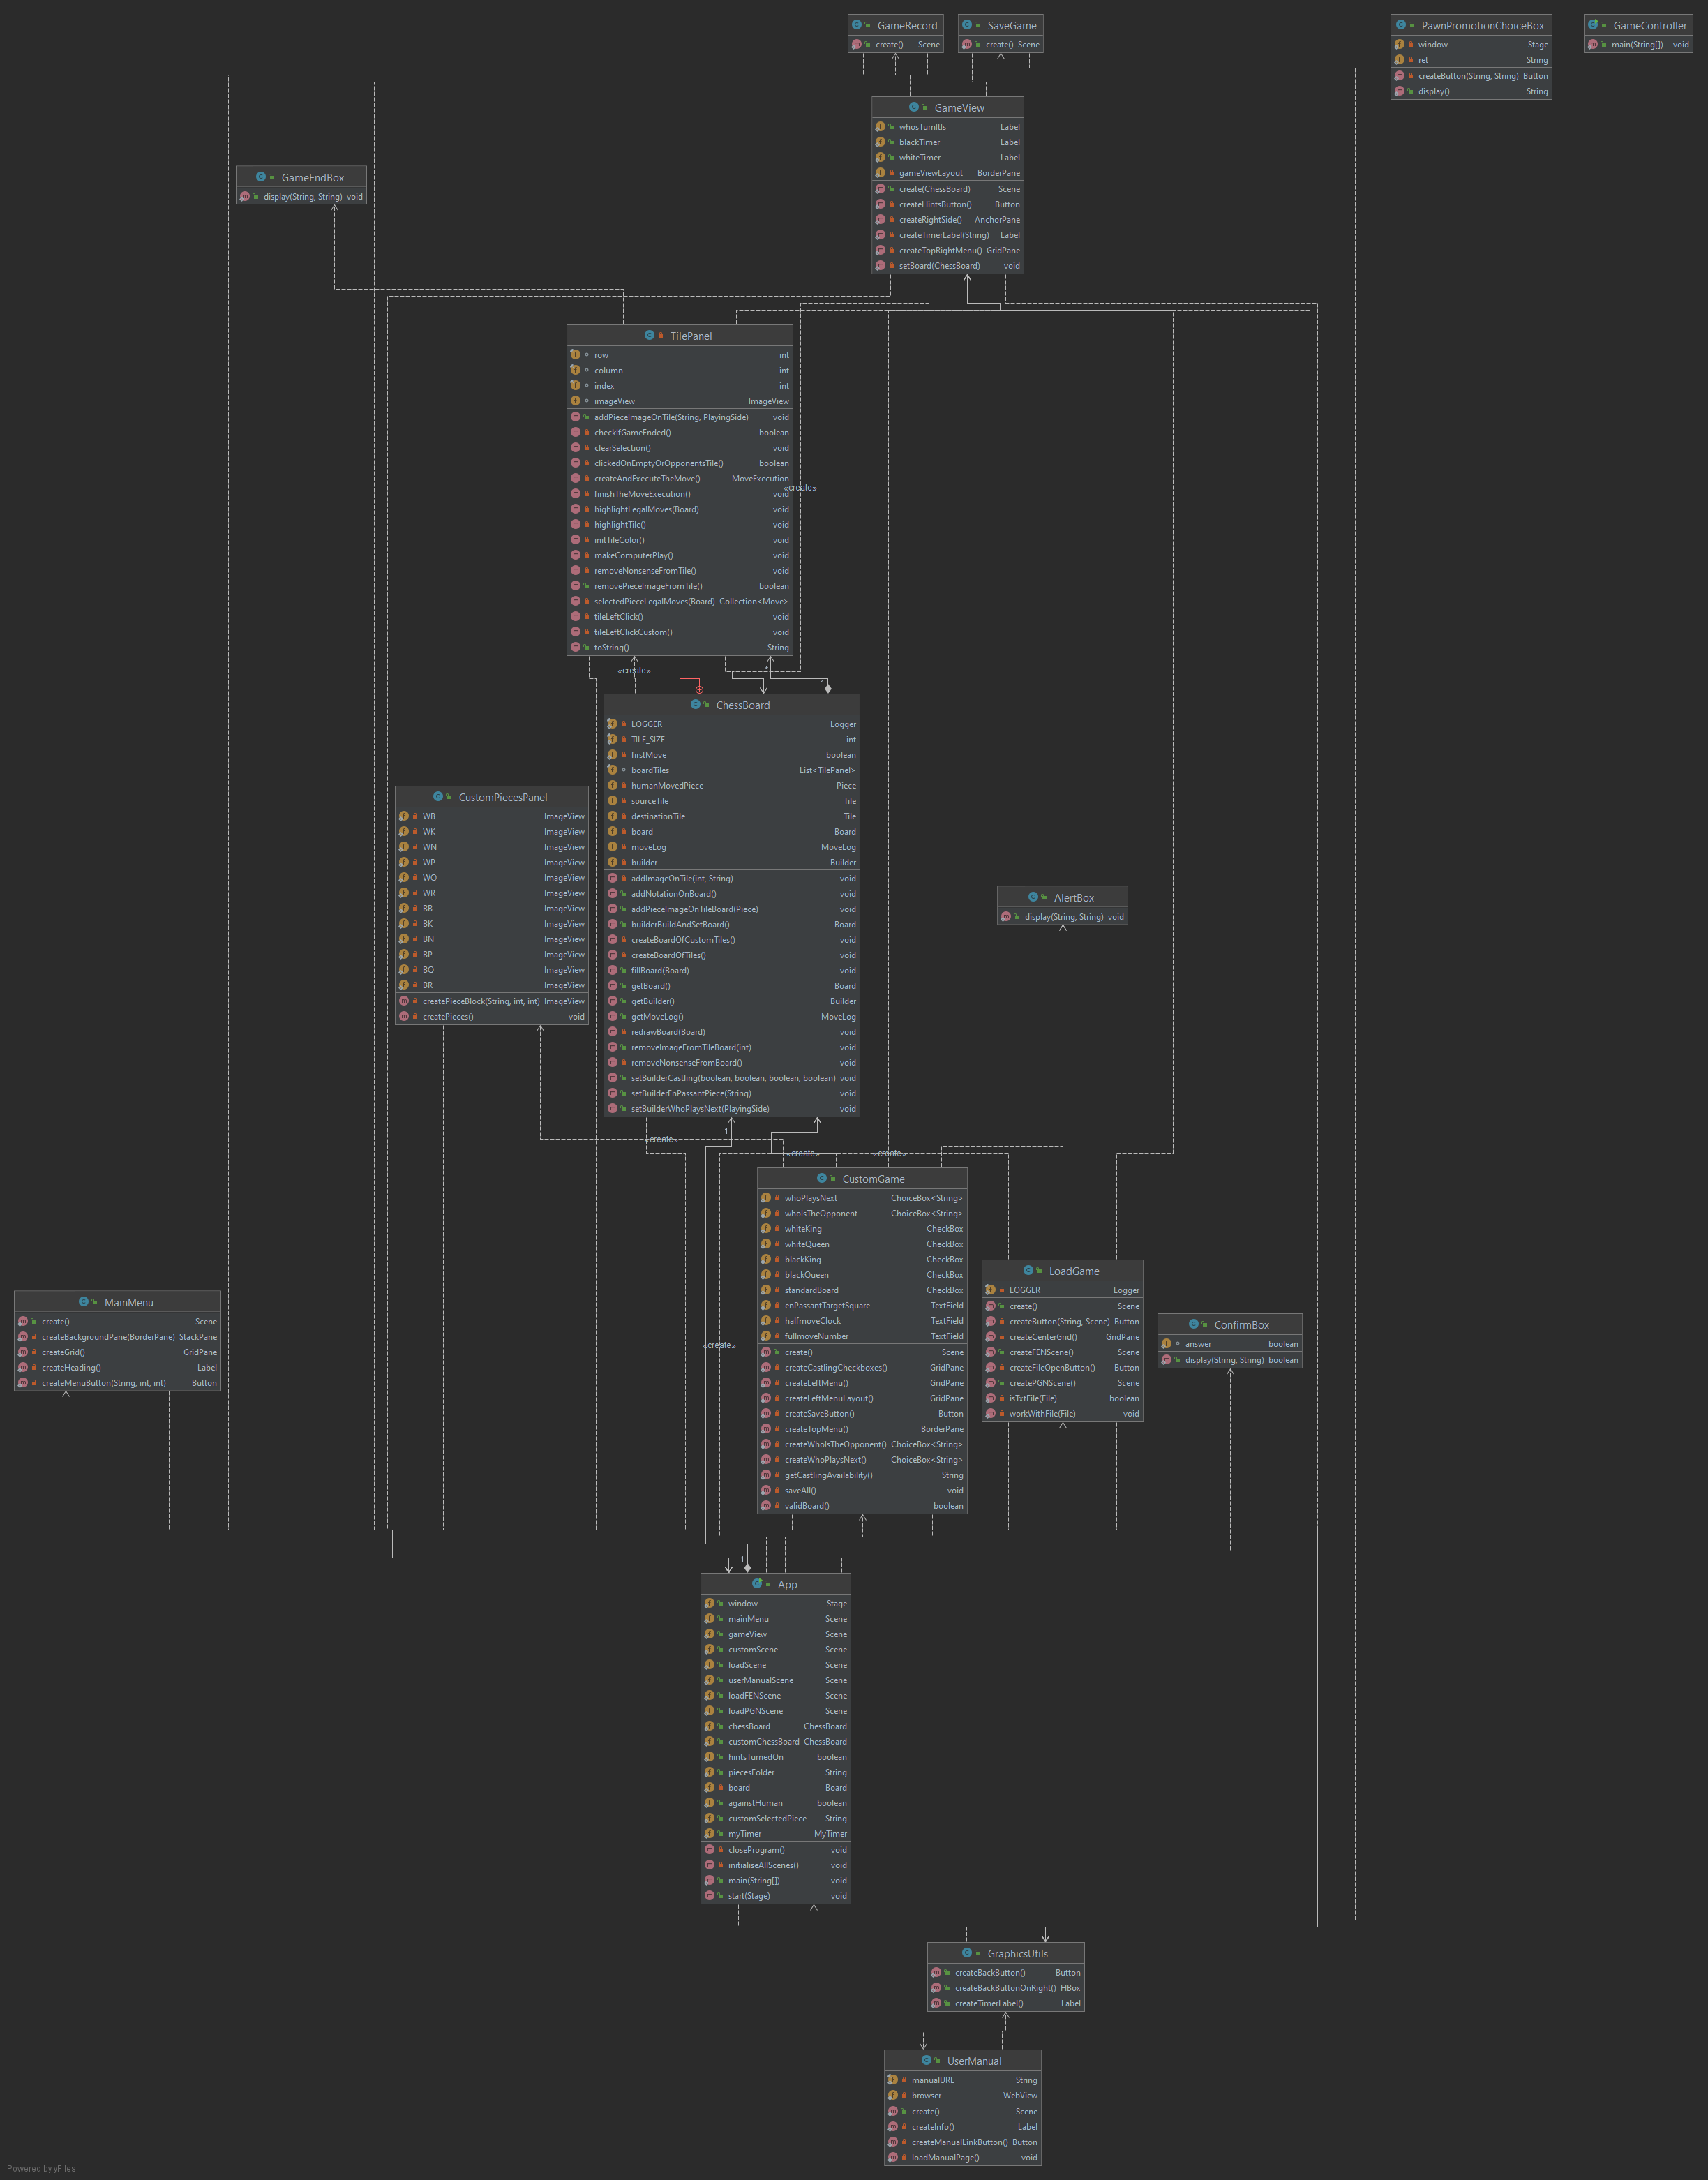 GameRecord
create() Scene
SaveGame
create() Scene
PawnPromotionChoiceBox
window Stage
ret String
createButton(String, String) Button
display() String
GameController
main(String[]) void
GameView
whosTurnItIs Label
blackTimer Label
whiteTimer Label
gameViewLayout BorderPane
create(ChessBoard) Scene
createHintsButton() Button
createRightSide() AnchorPane
createTimerLabel(String) Label
createTopRightMenu() GridPane
setBoard(ChessBoard) void
GameEndBox
display(String, String) void
TilePanel
row int
column int
index int
imageView ImageView
addPieceImageOnTile(String, PlayingSide) void
checkIfGameEnded() boolean
clearSelection() void
clickedOnEmptyOrOpponentsTile() boolean
createAndExecuteTheMove() MoveExecution
finishTheMoveExecution() void
highlightLegalMoves(Board) void
highlightTile() void
initTileColor() void
makeComputerPlay() void
removeNonsenseFromTile() void
removePieceImageFromTile() boolean
selectedPieceLegalMoves(Board) Collection<Move>
tileLeftClick() void
tileLeftClickCustom() void
toString() String
«create»
«create»
*
1
ChessBoard
LOGGER Logger
TILE_SIZE int
firstMove boolean
boardTiles List<TilePanel>
humanMovedPiece Piece
sourceTile Tile
destinationTile Tile
board Board
moveLog MoveLog
builder Builder
addImageOnTile(int, String) void
addNotationOnBoard() void
addPieceImageOnTileBoard(Piece) void
builderBuildAndSetBoard() Board
createBoardOfCustomTiles() void
createBoardOfTiles() void
fillBoard(Board) void
getBoard() Board
getBuilder() Builder
getMoveLog() MoveLog
redrawBoard(Board) void
removeImageFromTileBoard(int) void
removeNonsenseFromBoard() void
setBuilderCastling(boolean, boolean, boolean, boolean) void
setBuilderEnPassantPiece(String) void
setBuilderWhoPlaysNext(PlayingSide) void
CustomPiecesPanel
WB ImageView
WK ImageView
WN ImageView
WP ImageView
WQ ImageView
WR ImageView
BB ImageView
BK ImageView
BN ImageView
BP ImageView
BQ ImageView
BR ImageView
createPieceBlock(String, int, int) ImageView
createPieces() void
AlertBox
display(String, String) void
1
«create»
«create»
«create»
CustomGame
whoPlaysNext ChoiceBox<String>
whoIsTheOpponent ChoiceBox<String>
whiteKing CheckBox
whiteQueen CheckBox
blackKing CheckBox
blackQueen CheckBox
standardBoard CheckBox
enPassantTargetSquare TextField
halfmoveClock TextField
fullmoveNumber TextField
create() Scene
createCastlingCheckboxes() GridPane
createLeftMenu() GridPane
createLeftMenuLayout() GridPane
createSaveButton() Button
createTopMenu() BorderPane
createWhoIsTheOpponent() ChoiceBox<String>
createWhoPlaysNext() ChoiceBox<String>
getCastlingAvailability() String
saveAll() void
validBoard() boolean
LoadGame
LOGGER Logger
create() Scene
createButton(String, Scene) Button
createCenterGrid() GridPane
createFENScene() Scene
createFileOpenButton() Button
createPGNScene() Scene
isTxtFile(File) boolean
workWithFile(File) void
MainMenu
create() Scene
createBackgroundPane(BorderPane) StackPane
createGrid() GridPane
createHeading() Label
createMenuButton(String, int, int) Button
ConfirmBox
answer boolean
display(String, String) boolean
«create»
1
App
window Stage
mainMenu Scene
gameView Scene
customScene Scene
loadScene Scene
userManualScene Scene
loadFENScene Scene
loadPGNScene Scene
chessBoard ChessBoard
customChessBoard ChessBoard
hintsTurnedOn boolean
piecesFolder String
board Board
againstHuman boolean
customSelectedPiece String
myTimer MyTimer
closeProgram() void
initialiseAllScenes() void
main(String[]) void
start(Stage) void
GraphicsUtils
createBackButton() Button
createBackButtonOnRight() HBox
createTimerLabel() Label
UserManual
manualURL String
browser WebView
create() Scene
createInfo() Label
createManualLinkButton() Button
loadManualPage() void
Powered by yFiles